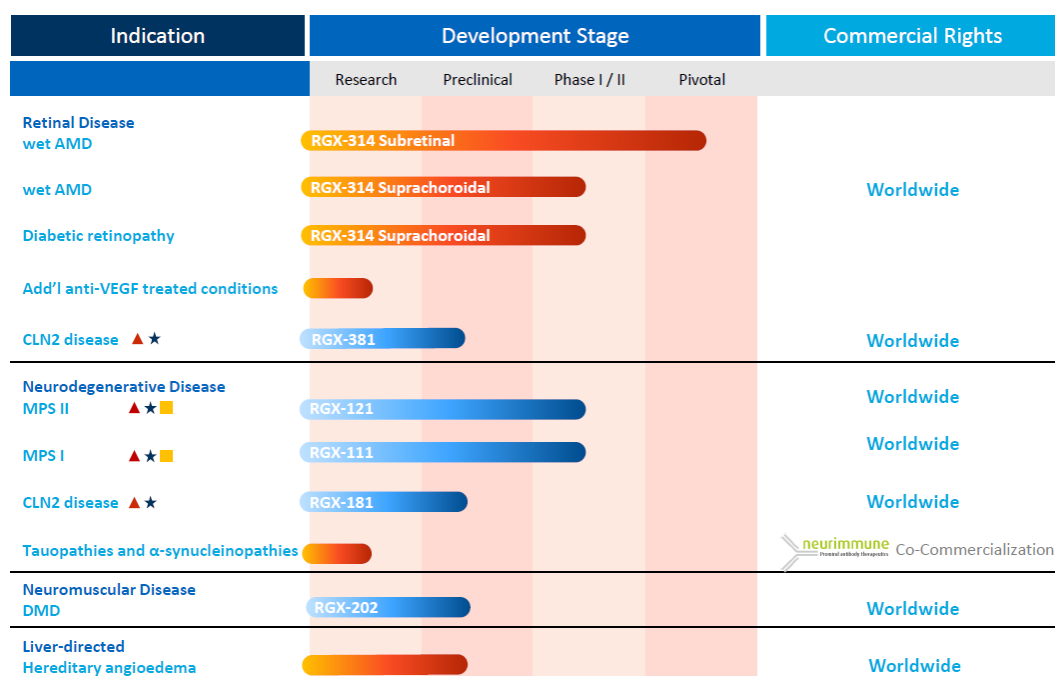 Indication
Development Stage
Commercial Rights
Research
Preclinical
Phase I / II
Pivotal
Retinal Disease
wet AMD
RGX-314 Subretinal
wet AMD
RGX-314 Suprachoroidal
Worldwide
Diabetic retinopathy
RGX-314 Suprachoroidal
Add’l anti-VEGF treated conditions
CLN2 disease
RGX-381
Worldwide
Neurodegenerative Disease
MPS II
RGX-121
Worldwide
MPS I
RGX-111
Worldwide
CLN2 disease
RGX-181
Worldwide
Tauopathies and α-synucleinopathies
neurimmune
antibody therapeutics
Co-Commercialization
Neuromuscular Disease
DMD
RGX-202
Worldwide
Liver-directed
Hereditary angioedema
Worldwide